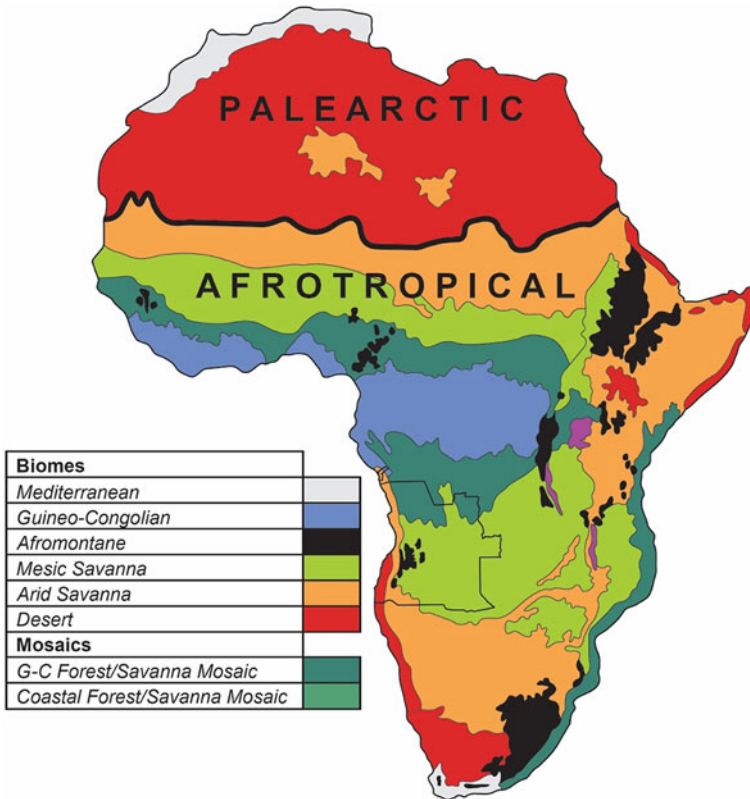 PALEARCTIC
AFROTROPICAL
Biomes
Mediterranean
Guineo-Congolian
Afromontane
Mesic Savanna
Arid Savanna
Desert
Mosaics
G-C Forest/Savanna Mosaic
Coastal Forest/Savanna Mosaic